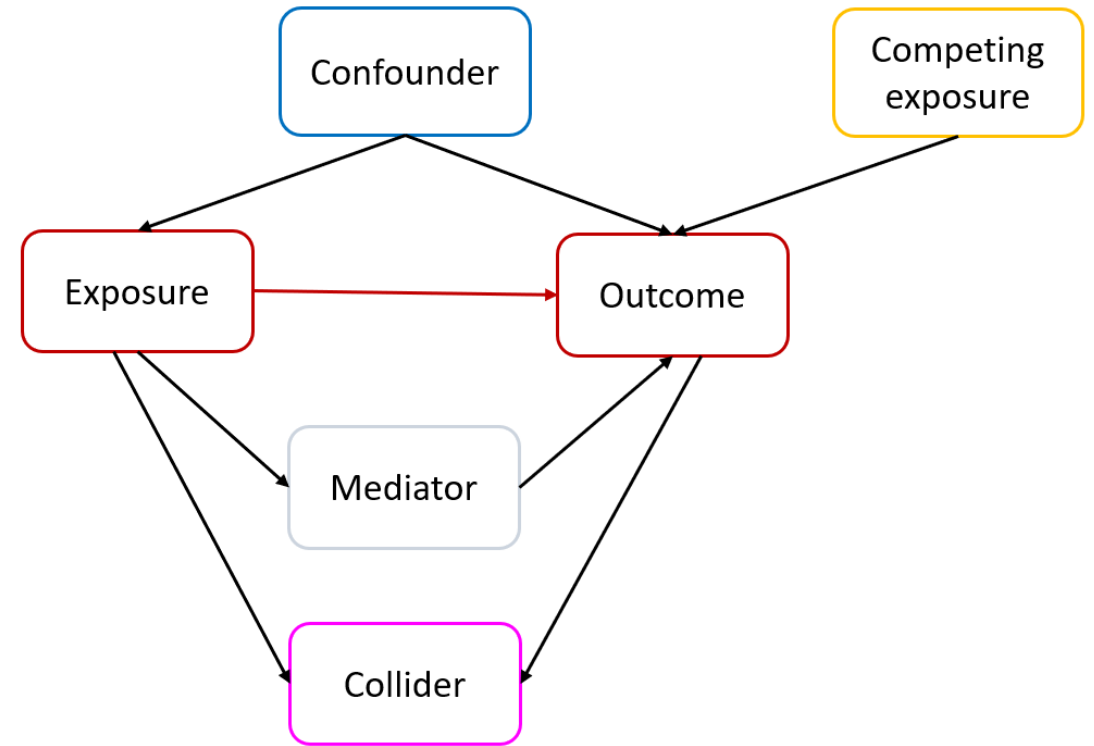 Confounder
Competing
exposure
Exposure
Outcome
Mediator
Collider